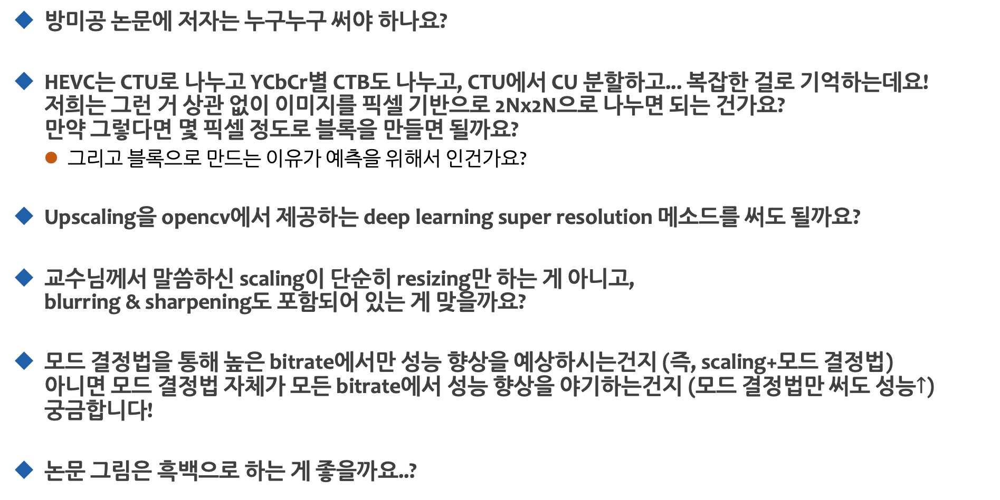 방미공 논문에 저자는 누구누구 써야 하나요?
HEVC는 CTU로 나누고 YCbCr별 CTB도 나누고, CTU에서 CU 분할하고... 복잡한 걸로 기억하는데요!
저희는 그런 거 상관 없이 이미지를 픽셀 기반으로 2Nx2N으로 나누면 되는 건가요?
만약 그렇다면 몇 픽셀 정도로 블록을 만들면 될까요?
그리고 블록으로 만드는 이유가 예측을 위해서 인건가요?
Upscaling을 opencv에서 제공하는 deep learning super resolution 메소드를 써도 될까요?
교수님께서 말씀하신 scaling이 단순히 resizing만 하는 게 아니고,
blurring & sharpening도 포함되어 있는 게 맞을까요?
모드 결정법을 통해 높은 bitrate에서만 성능 향상을 예상하시는건지 (즉, scaling+모드 결정법)
아니면 모드 결정법 자체가 모든 bitrate에서 성능 향상을 야기하는건지 (모드 결정법만 써도 성능↑)
궁금합니다!
논문 그림은 흑백으로 하는 게 좋을까요..?